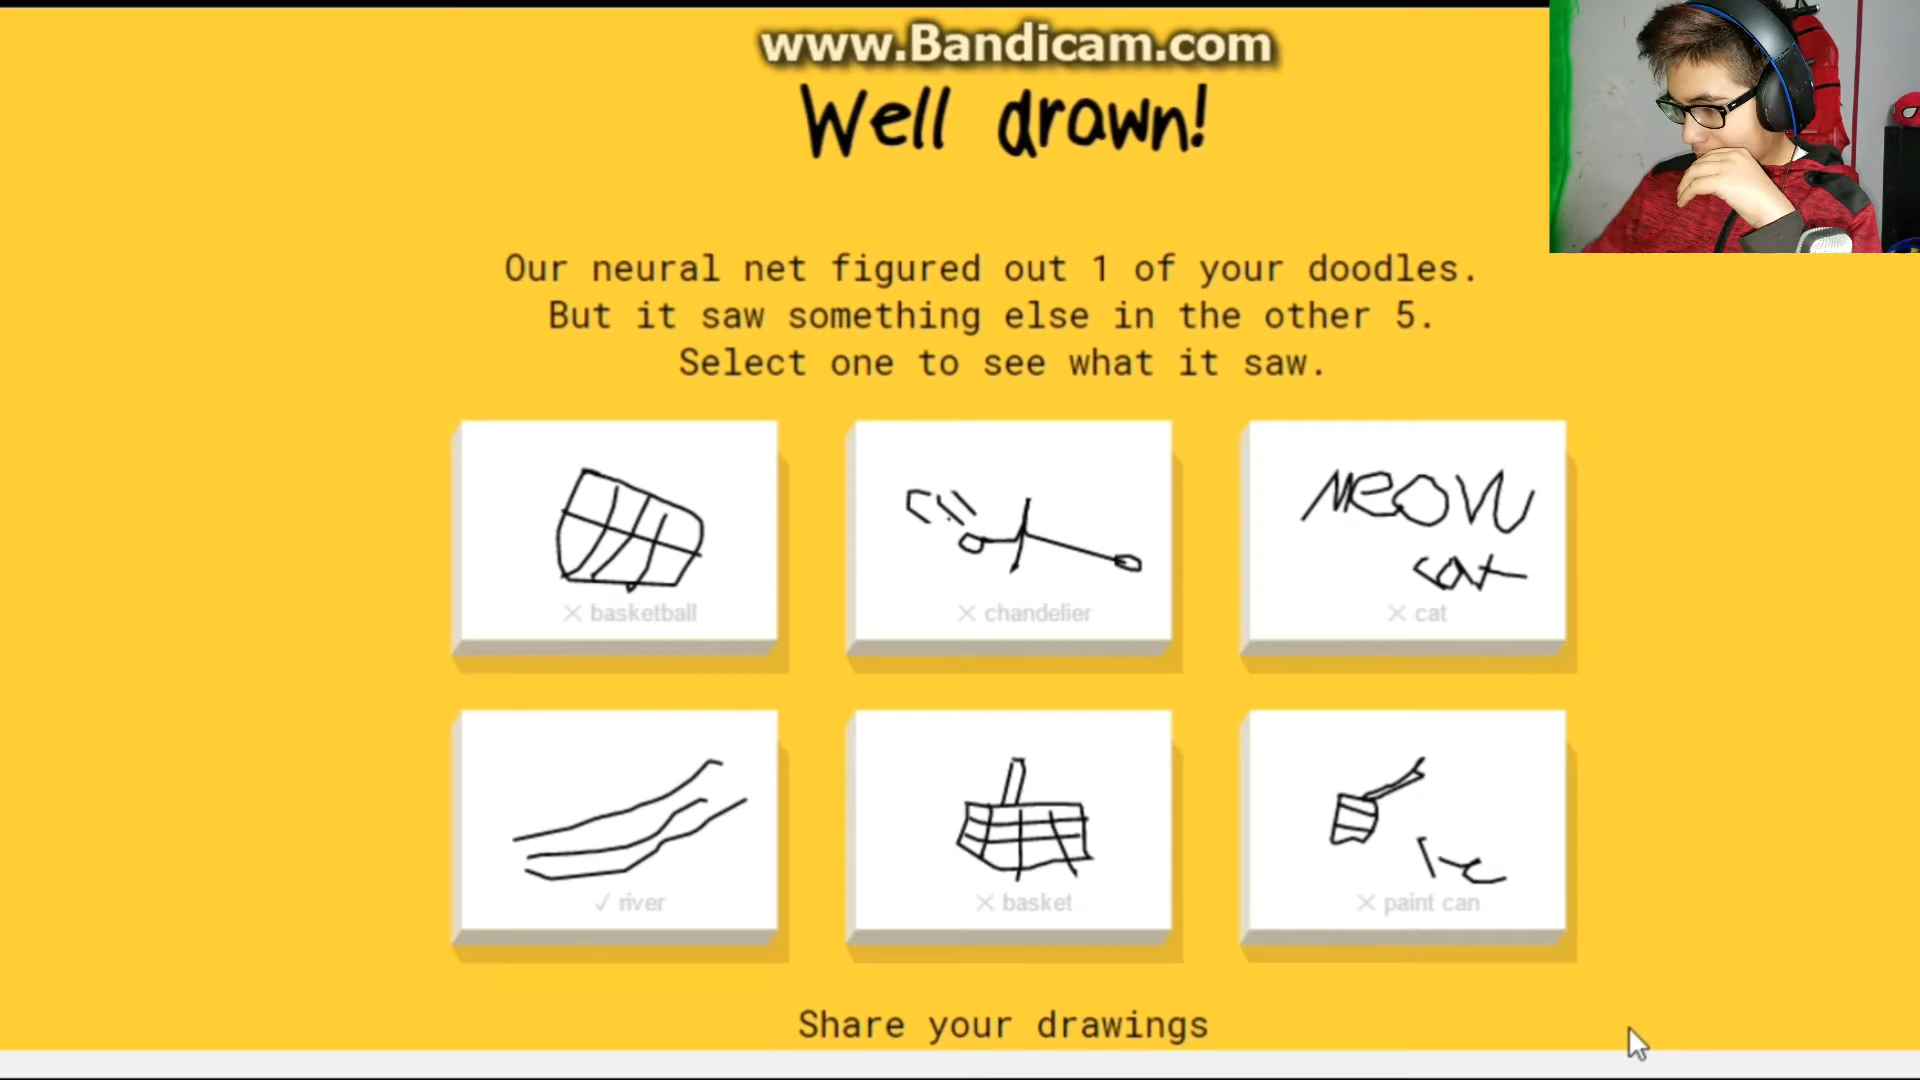 www.Bandicam.com
Well drawn!
Our neural net figured out 1 of your doodles.
But it saw something else in the other 5.
Select one to see what it saw.
MEOW
cat
× basketball
× chandelier
× cat
✓ river
× basket
× paint can
Share your drawings